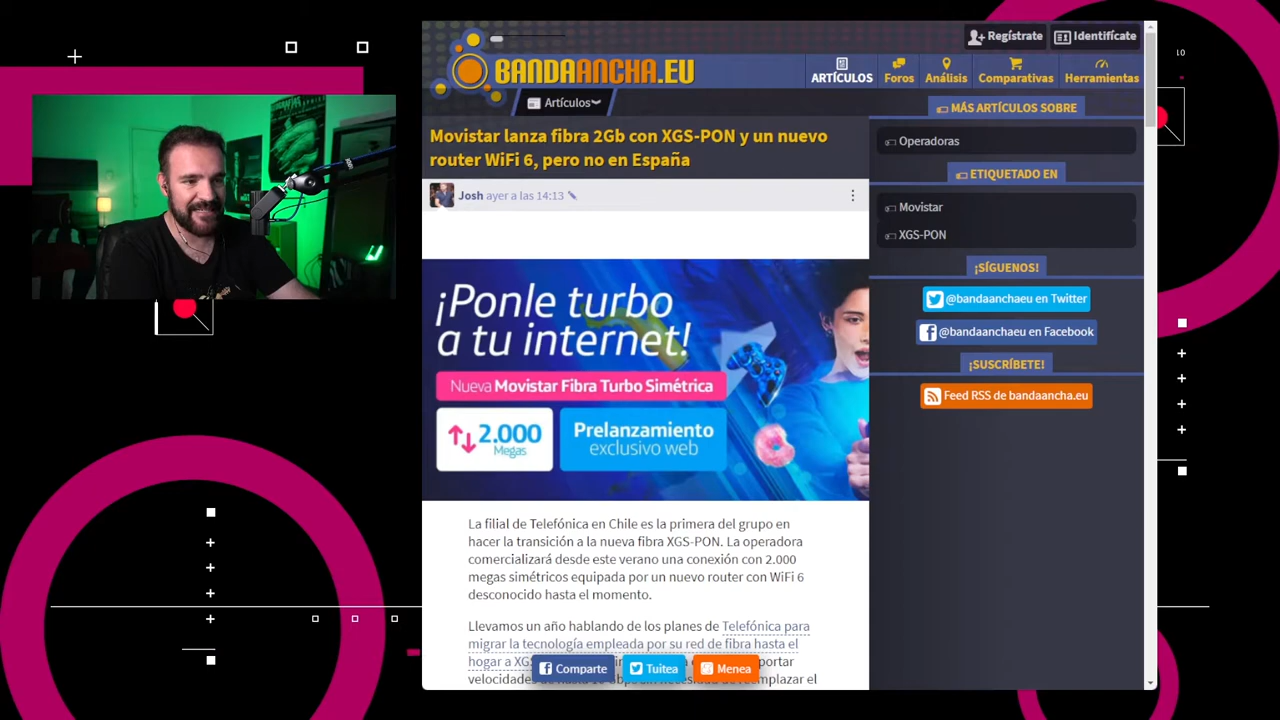 Regístrate
Identifícate
BANDAANCHA.EU
ARTÍCULOS
Foros
Análisis
Comparativas
Herramientas
Artículos
MÁS ARTÍCULOS SOBRE
Movistar lanza fibra 2Gb con XGS-PON y un nuevo
router WiFi 6, pero no en España
Operadoras
ETIQUETADO EN
Josh ayer a las 14:13
Movistar
XGS-PON
¡SÍGUENOS!
@bandaanchaeu en Twitter
@bandaanchaeu en Facebook
¡SUSCRÍBETE!
Feed RSS de bandaancha.eu
¡Ponle turbo
a tu internet!
Nueva Movistar Fibra Turbo Simétrica
2.000
Megas
Prelanzamiento
exclusivo web
La filial de Telefónica en Chile es la primera del grupo en
hacer la transición a la nueva fibra XGS-PON. La operadora
comercializará desde este verano una conexión con 2.000
megas simétricos equipada por un nuevo router con WiFi 6
desconocido hasta el momento.
Llevamos un año hablando de los planes de Telefónica para
migrar la tecnología empleada por su red de fibra hasta el
hogar a
Comparte
Tuitea
Menea
velocidades